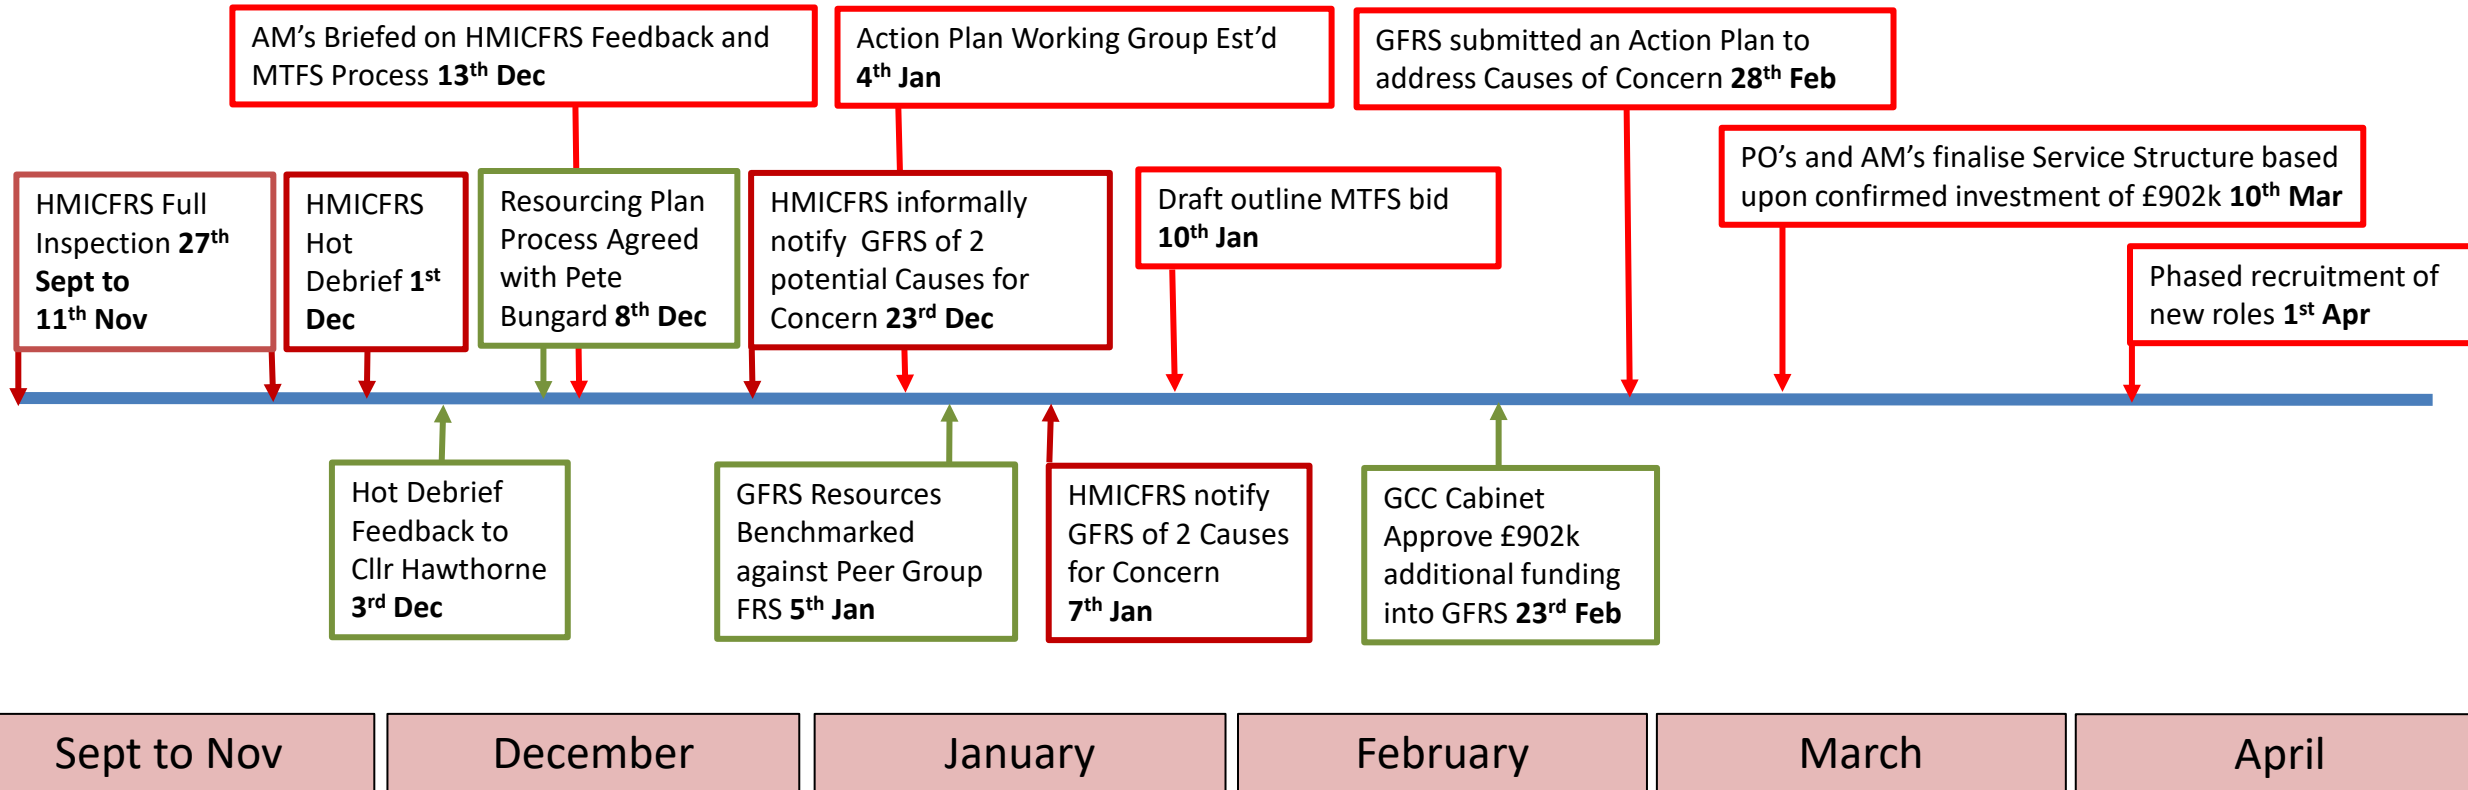 AM’s Briefed on HMICFRS Feedback and
MTFS Process 13th Dec
Action Plan Working Group Est’d
4th Jan
GFRS submitted an Action Plan to
address Causes of Concern 28th Feb
PO’s and AM’s finalise Service Structure based
upon confirmed investment of £902k 10th Mar
HMICFRS Full
Inspection 27th
Sept to
11th Nov
HMICFRS
Hot
Debrief 1st
Dec
Resourcing Plan
Process Agreed
with Pete
Bungard 8th Dec
HMICFRS informally
notify GFRS of 2
potential Causes for
Concern 23rd Dec
Draft outline MTFS bid
10th Jan
Phased recruitment of
new roles 1st Apr
Hot Debrief
Feedback to
Cllr Hawthorne
3rd Dec
GFRS Resources
Benchmarked
against Peer Group
FRS 5th Jan
HMICFRS notify
GFRS of 2 Causes
for Concern
7th Jan
GCC Cabinet
Approve £902k
additional funding
into GFRS 23rd Feb
Sept to Nov
December
January
February
March
April